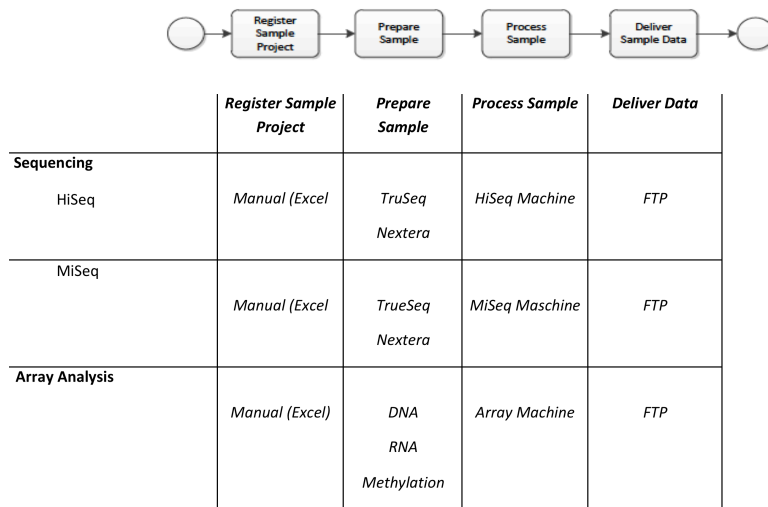 Register
Sample
Project
Prepare
Sample
Process
Sample
Deliver
Sample Data
Register Sample
Project
Prepare
Sample
Process Sample
Deliver Data
Sequencing
HiSeq
Manual (Excel
TruSeq
Nextera
HiSeq Machine
FTP
MiSeq
Manual (Excel
TrueSeq
Nextera
MiSeq Maschine
FTP
Array Analysis
Manual (Excel)
DNA
RNA
Methylation
Array Machine
FTP